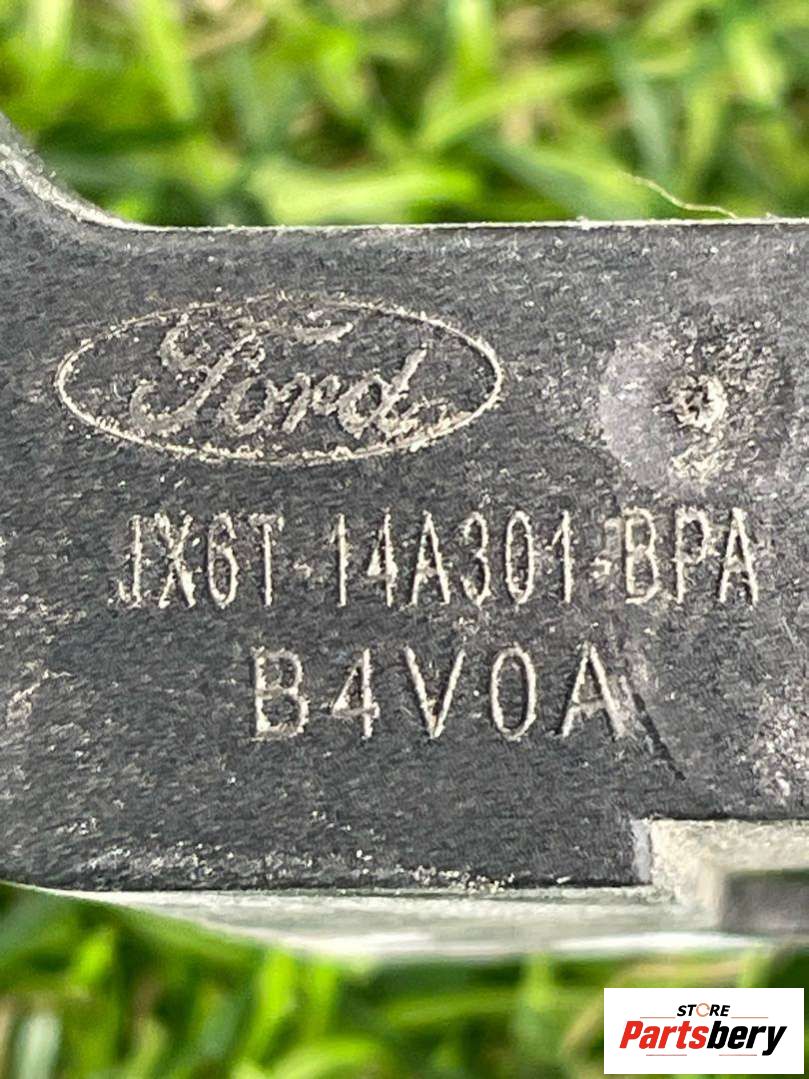 Ford
JX6T-14A301-BPA
B4V0A
STORE
Partsbery